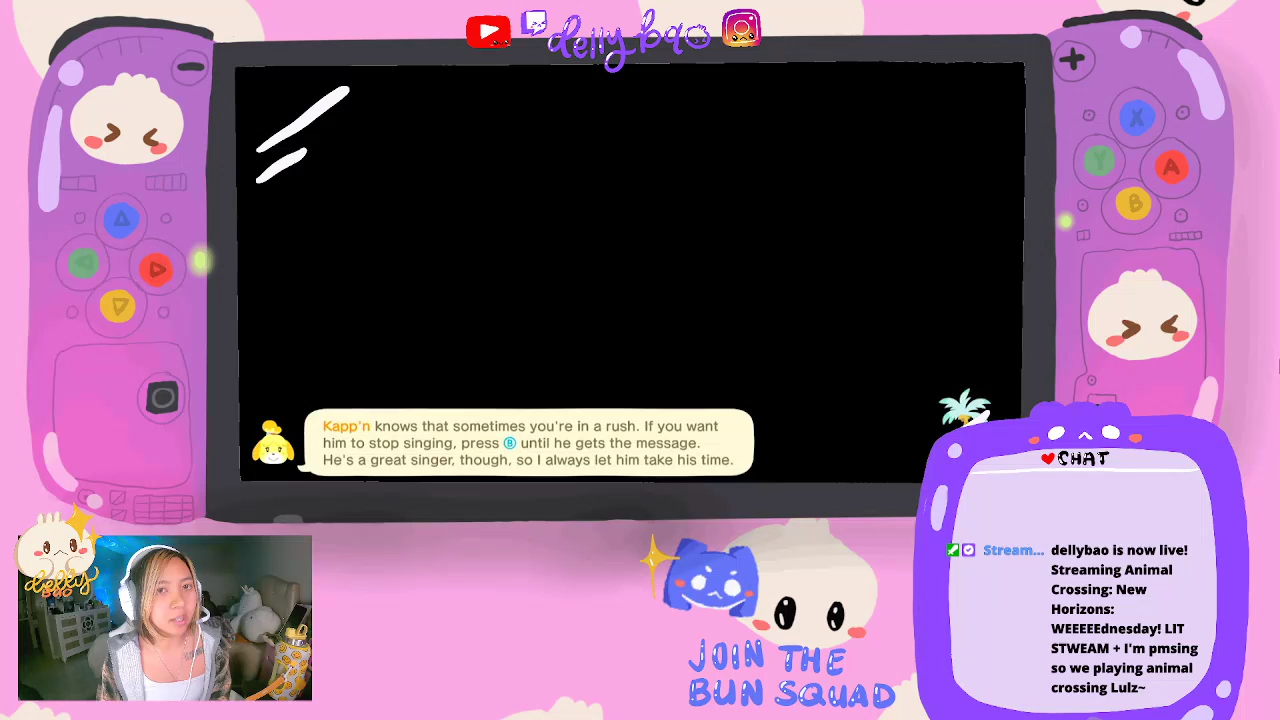 delly bao
X
Y
A
B
Kapp'n knows that sometimes you're in a rush. If you want
him to stop singing, press B until he gets the message.
He's a great singer, though, so I always let him take his time.
CHAT
Stream... dellybao is now live!
Streaming Animal
Crossing: New
Horizons:
WEEEEEdnesday! LIT
STWEAM + I'm pmsing
so we playing animal
crossing Lulz~
delly
bao
JOIN THE
BUN SQUAD